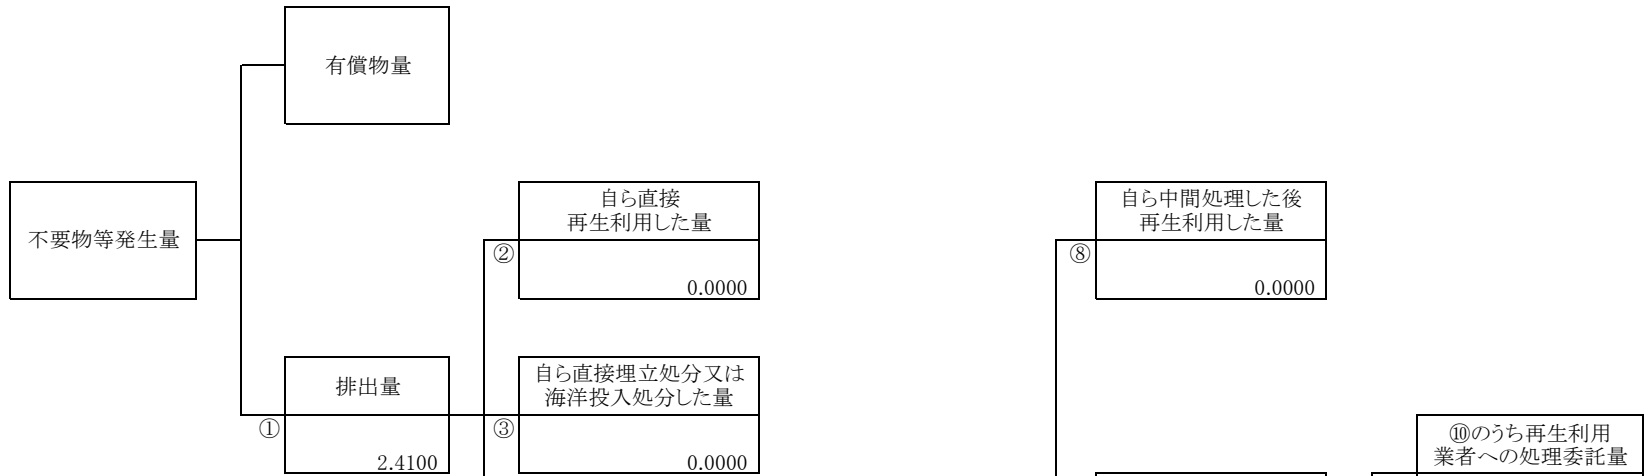 有償物量
不要物等発生量
自ら直接
再生利用した量
②
0.0000
自ら中間処理した後
再生利用した量
⑧
0.0000
排出量
①
2.4100
自ら直接埋立処分又は
海洋投入処分した量
③
0.0000
⑩のうち再生利用
業者への処理委託量